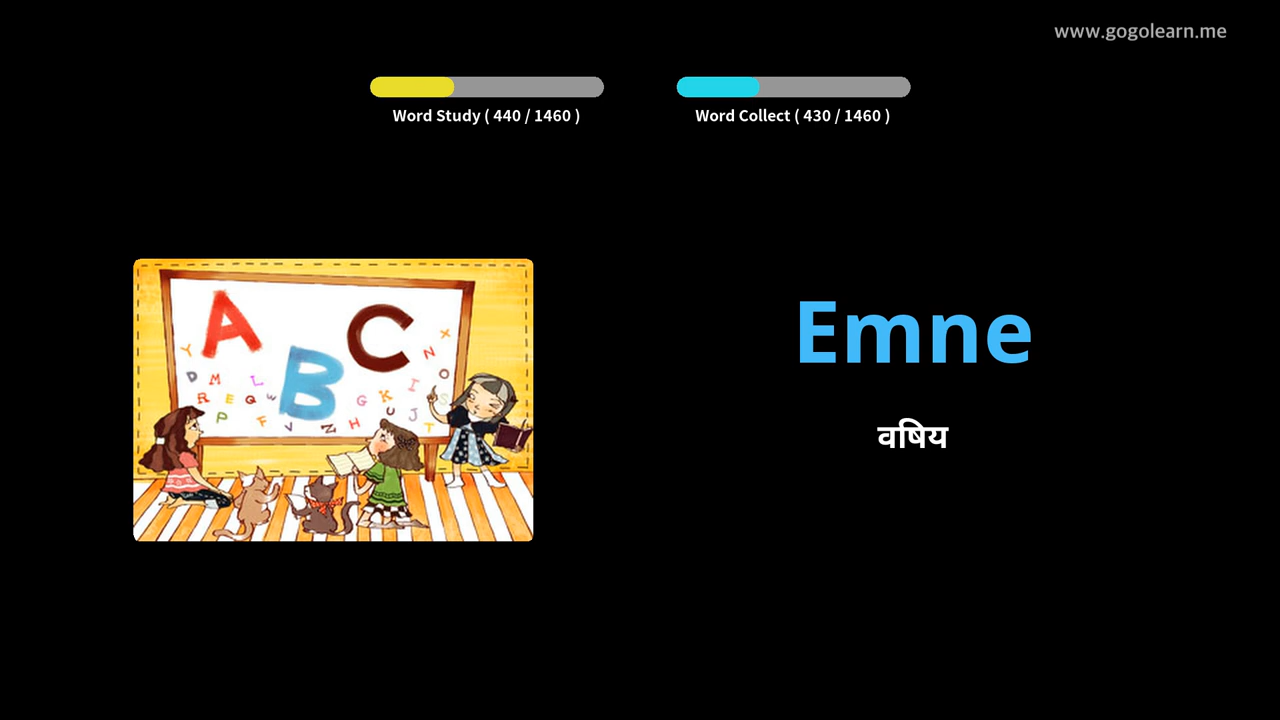 www.gogolearn.me
Word Study ( 440 / 1460 )
Word Collect ( 430 / 1460 )
A B C
Y X
D M L I N O
R E Q W G K S
P F V Z H U J T
Emne
वषिय